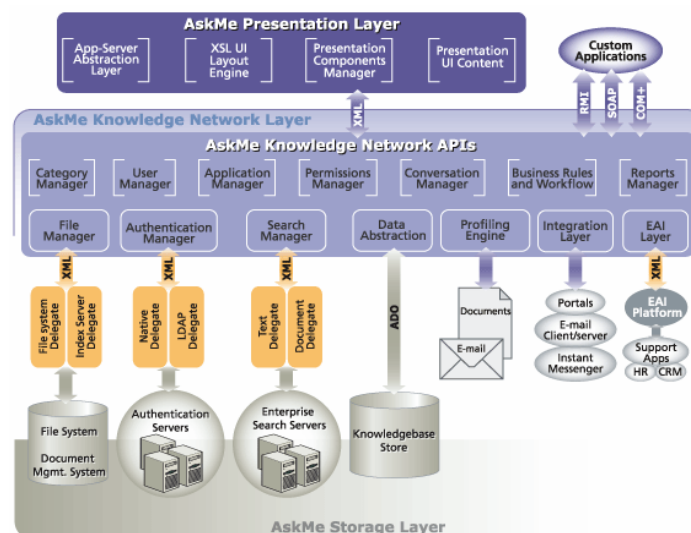 AskMe Presentation Layer
App-Server
Abstraction
Layer
XSL UI
Layout
Engine
Presentation
Components
Manager
Presentation
UI Content
Custom
Applications
XML
RMI
SOAP
COM+
AskMe Knowledge Network Layer
AskMe Knowledge Network APIs
Category
Manager
User
Manager
Application
Manager
Permissions
Manager
Conversation
Manager
Business Rules
and Workflow
Reports
Manager
File
Manager
Authentication
Manager
Search
Manager
Data
Abstraction
Profiling
Engine
Integration
Layer
EAI
Layer
XML
XML
XML
ADO
XML
File system
Delegate
Index Server
Delegate
Native
Delegate
LDAP
Delegate
Text
Delegate
Document
Delegate
Documents
E-mail
Portals
E-mail
Client/server
Instant
Messenger
EAI
Platform
Support
Apps
HR
CRM
File System
Document
Mgmt. System
Authentication
Servers
Enterprise
Search Servers
Knowledgebase
Store
AskMe Storage Layer